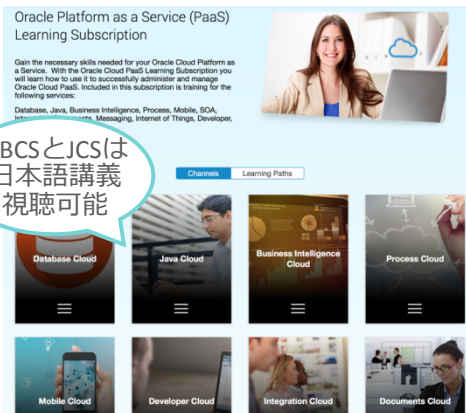 Oracle Platform as a Service (PaaS)
Learning Subscription
Gain the necessary skills needed for your Oracle Cloud Platform as
a Service. With the Oracle Cloud PaaS Learning Subscription you
will learn how to use it to successfully administer and manage
Oracle Cloud PaaS. Included in this subscription is training for the
following services:
Database, Java, Business Intelligence, Process, Mobile, SOA,
Messaging, Internet of Things, Developer,
BCSとJCSは
日本語講義
視聴可能
Channels
Learning Paths
Database Cloud
Java Cloud
Business Intelligence
Cloud
Process Cloud
Mobile Cloud
Developer Cloud
Integration Cloud
Documents Cloud